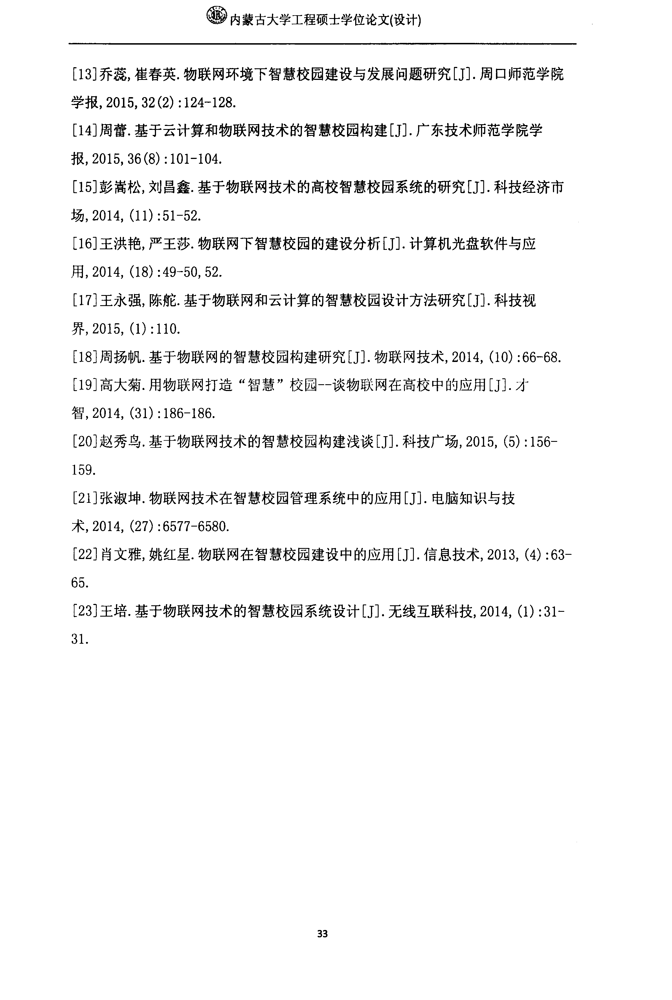 内蒙古大学工程硕士学位论文(设计)
[13]乔蕊,崔春英.物联网环境下智慧校园建设与发展问题研究[J].周口师范学院
学报,2015,32(2):124-128.
[14]周蕾.基于云计算和物联网技术的智慧校园构建[J].广东技术师范学院学
报,2015,36(8):101-104.
[15]彭嵩松,刘昌鑫.基于物联网技术的高校智慧校园系统的研究[J].科技经济市
场,2014,(11):51-52.
[16]王洪艳,严王莎.物联网下智慧校园的建设分析[J].计算机光盘软件与应
用,2014,(18):49-50,52.
[17]王永强,陈舵.基于物联网和云计算的智慧校园设计方法研究[J].科技视
界,2015,(1):110.
[18]周扬帆.基于物联网的智慧校园构建研究[J].物联网技术,2014,(10):66-68.
[19]高大菊.用物联网打造“智慧”校园--谈物联网在高校中的应用[J].才
智,2014,(31):186-186.
[20]赵秀鸟.基于物联网技术的智慧校园构建浅谈[J].科技广场,2015,(5):156-
159.
[21]张淑坤.物联网技术在智慧校园管理系统中的应用[J].电脑知识与技
术,2014,(27):6577-6580.
[22]肖文雅,姚红星.物联网在智慧校园建设中的应用[J].信息技术,2013,(4):63-
65.
[23]王培.基于物联网技术的智慧校园系统设计[J].无线互联科技,2014,(1):31-
31.
33